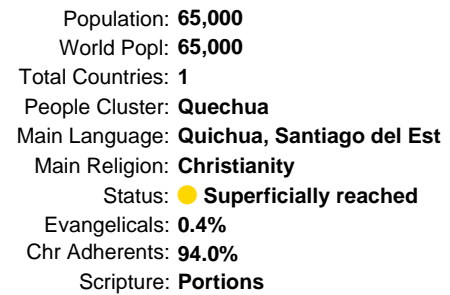 Population: 65,000
World Popl: 65,000
Total Countries: 1
People Cluster: Quechua
Main Language: Quichua, Santiago del Est
Main Religion: Christianity
Status: Superficially reached
Evangelicals: 0.4%
Chr Adherents: 94.0%
Scripture: Portions